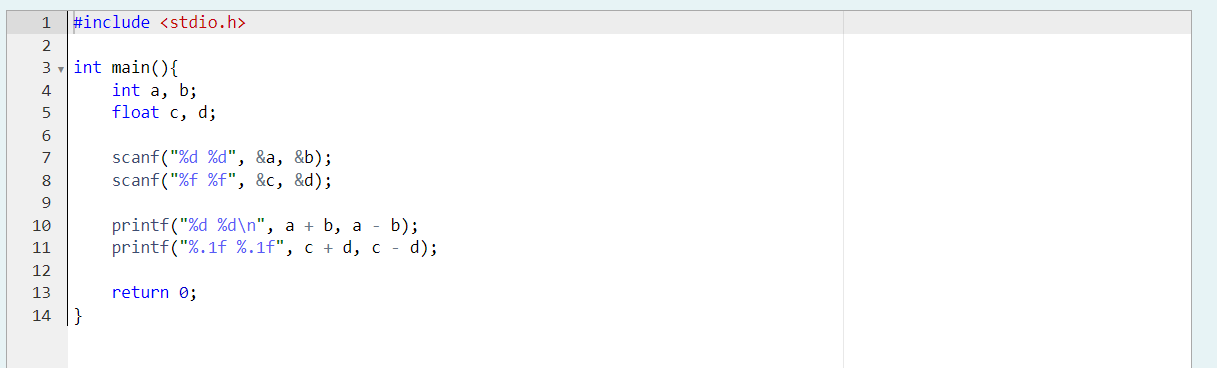 1 #include <stdio.h>
2
3 int main(){
4     int a, b;
5     float c, d;
6
7     scanf("%d %d", &a, &b);
8     scanf("%f %f", &c, &d);
9
10     printf("%d %d\n", a + b, a - b);
11     printf("%.1f %.1f", c + d, c - d);
12
13     return 0;
14 }